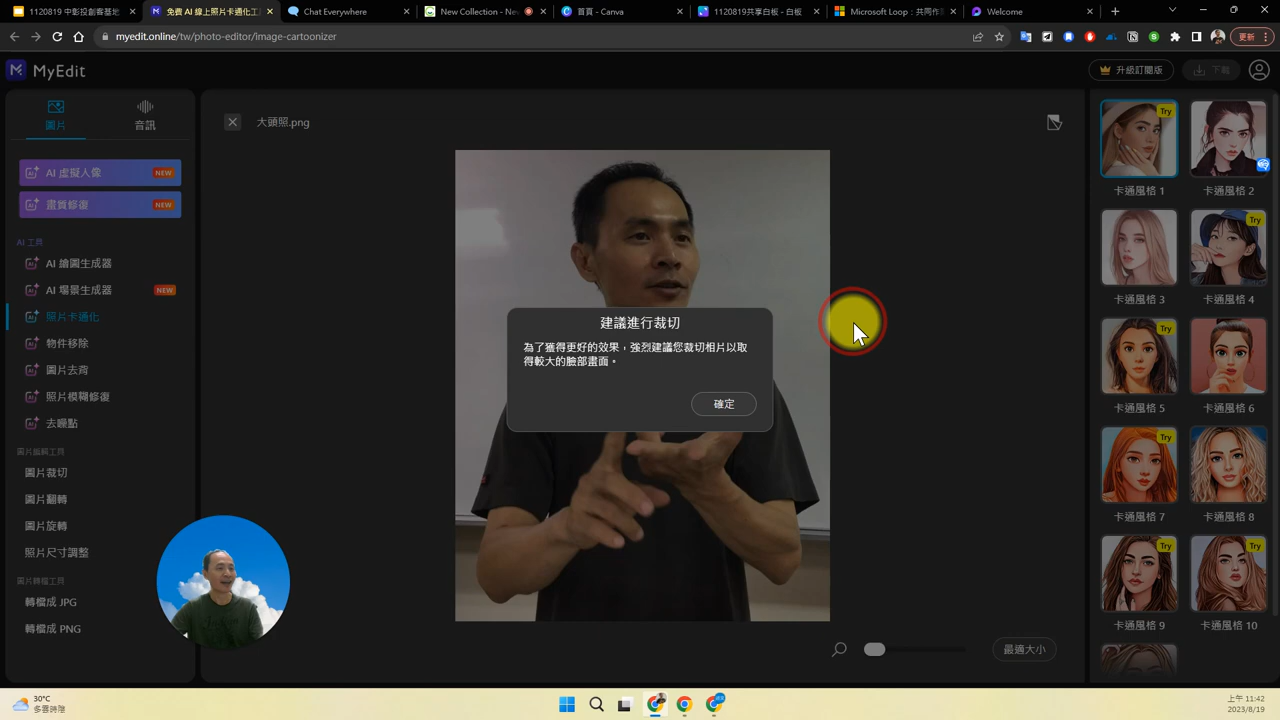 1120819 中彰投創客基地
免費 AI 線上照片卡通化工
Chat Everywhere
New Collection - Ne
首頁 - Canva
1120819共享白板 - 白板
Microsoft Loop：共同作
Welcome
myedit.online/tw/photo-editor/image-cartoonizer
更新
MyEdit
升級訂閱版
下載
圖片
音訊
AI 虛擬人像
NEW
畫質修復
NEW
AI 工具
AI 繪圖生成器
AI 場景生成器
NEW
照片卡通化
物件移除
圖片去背
照片模糊修復
去噪點
圖片編輯工具
圖片裁切
圖片翻轉
圖片旋轉
照片尺寸調整
圖片轉檔工具
轉檔成 JPG
轉檔成 PNG
大頭照.png
建議進行裁切
為了獲得更好的效果，強烈建議您裁切相片以取
得較大的臉部畫面。
確定
最適大小
Try
卡通風格 1
卡通風格 2
Try
卡通風格 3
卡通風格 4
Try
卡通風格 5
卡通風格 6
Try
卡通風格 7
卡通風格 8
Try
Try
卡通風格 9
卡通風格 10
30°C
多雲時陰
上午 11:42
2023/8/19